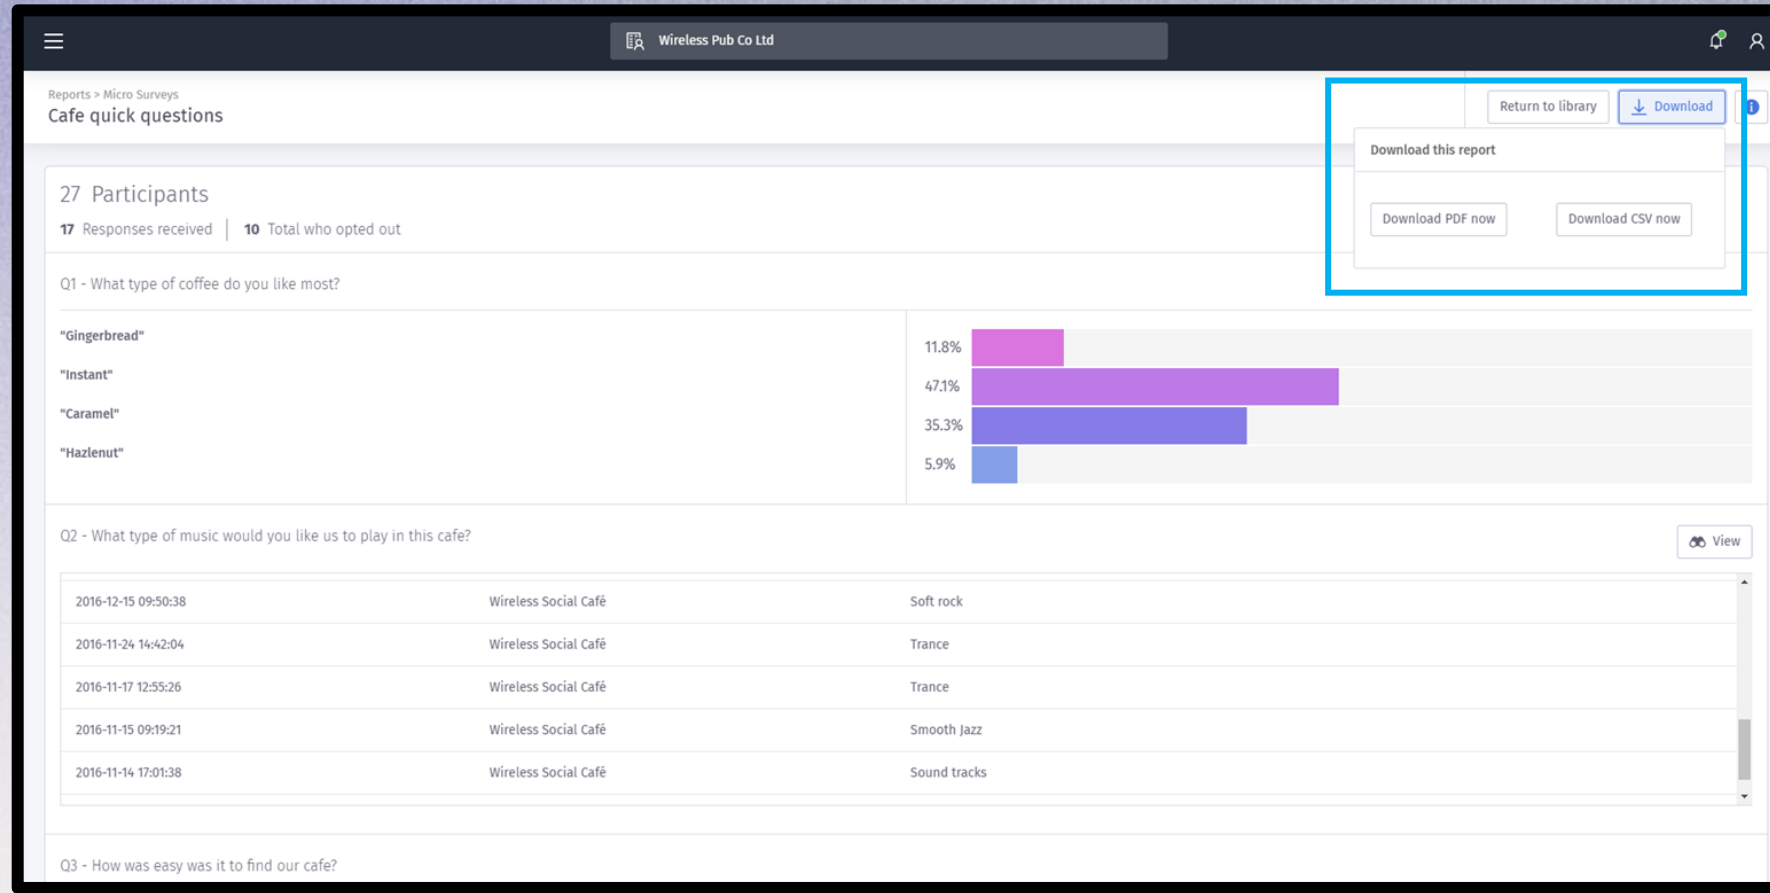 Wireless Pub Co Ltd
Reports > Micro Surveys
Cafe quick questions
Return to library
Download
Download this report
Download PDF now
Download CSV now
27 Participants
17 Responses received
10 Total who opted out
Q1 - What type of coffee do you like most?
"Gingerbread"
11.8%
"Instant"
47.1%
"Caramel"
35.3%
"Hazlenut"
5.9%
Q2 - What type of music would you like us to play in this cafe?
View
2016-12-15 09:50:38 Wireless Social Café Soft rock
2016-11-24 14:42:04 Wireless Social Café Trance
2016-11-17 12:55:26 Wireless Social Café Trance
2016-11-15 09:19:21 Wireless Social Café Smooth Jazz
2016-11-14 17:01:38 Wireless Social Café Sound tracks
Q3 - How was easy was it to find our cafe?